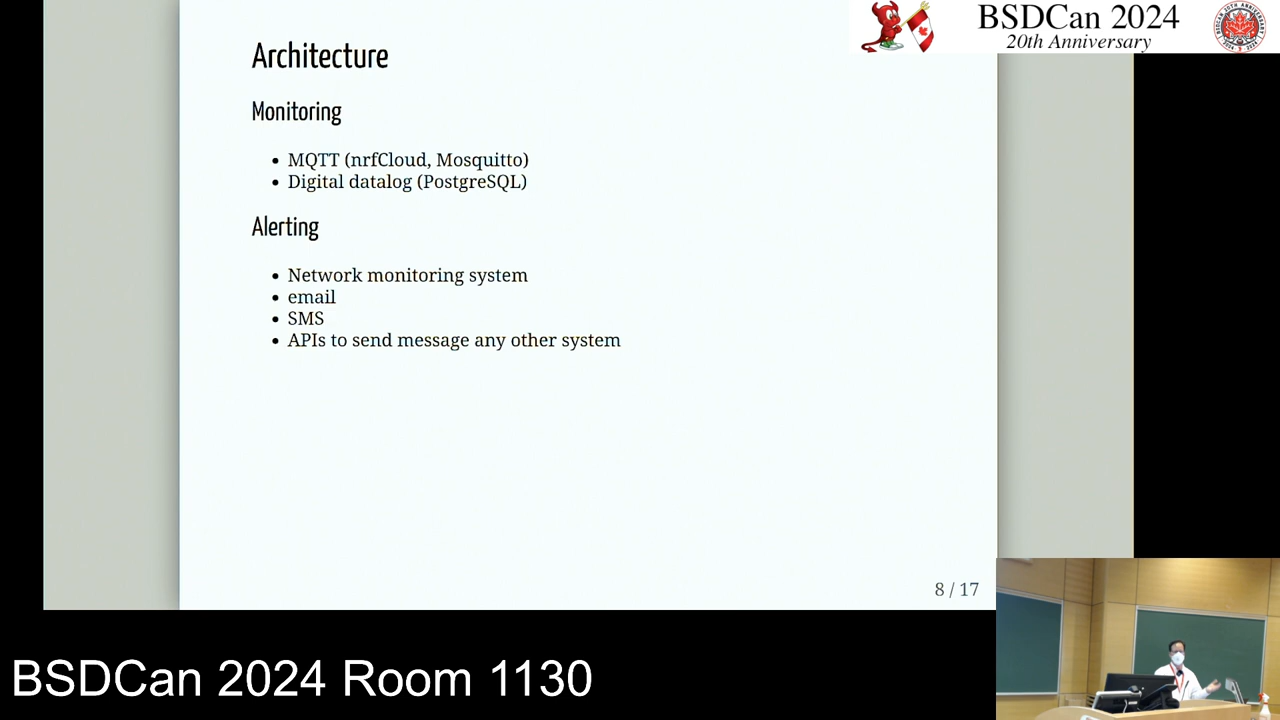 BSDCan 2024
20th Anniversary
Architecture
Monitoring
MQTT (nrfCloud, Mosquitto)
Digital datalog (PostgreSQL)
Alerting
Network monitoring system
email
SMS
APIs to send message any other system
8 / 17
BSDCan 2024 Room 1130